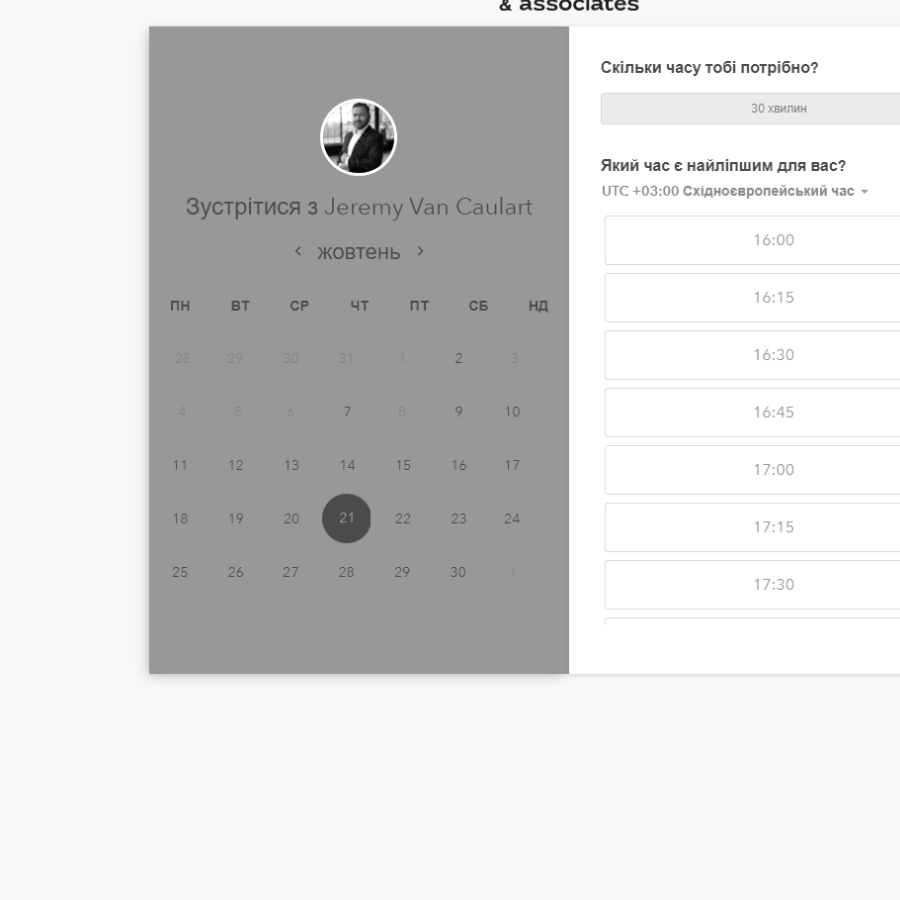 & associates
Зустрітися з Jeremy Van Caulart
жовтень
ПН ВТ СР ЧТ ПТ СБ НД
28 29 30 31 1 2 3
4 5 6 7 8 9 10
11 12 13 14 15 16 17
18 19 20 21 22 23 24
25 26 27 28 29 30 1
Скільки часу тобі потрібно?
30 хвилин
Який час є найліпшим для вас?
UTC +03:00 Східноєвропейський час
16:00
16:15
16:30
16:45
17:00
17:15
17:30